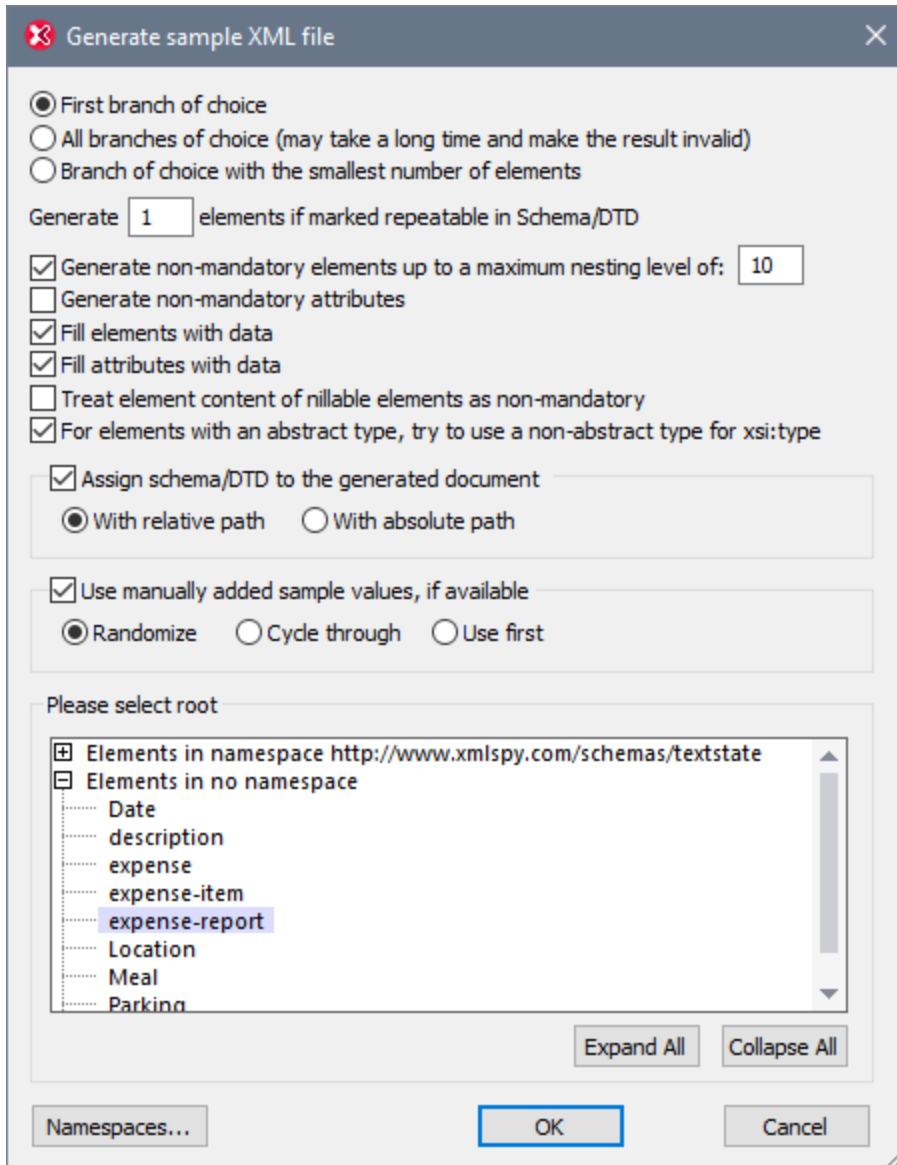 Generate sample XML file
First branch of choice
All branches of choice (may take a long time and make the result invalid)
Branch of choice with the smallest number of elements
Generate 1 elements if marked repeatable in Schema/DTD
Generate non-mandatory elements up to a maximum nesting level of: 10
Generate non-mandatory attributes
Fill elements with data
Fill attributes with data
Treat element content of nillable elements as non-mandatory
For elements with an abstract type, try to use a non-abstract type for xsi:type
Assign schema/DTD to the generated document
With relative path With absolute path
Use manually added sample values, if available
Randomize Cycle through Use first
Please select root
Elements in namespace http://www.xmlspy.com/schemas/textstate
Elements in no namespace
Date
description
expense
expense-item
expense-report
Location
Meal
Parking
Expand All Collapse All
Namespaces... OK Cancel